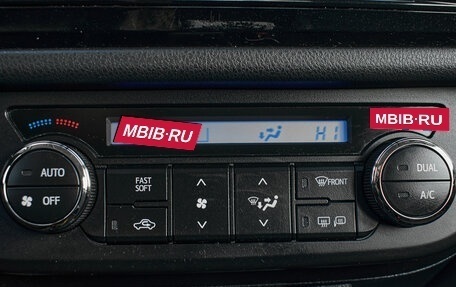 MBIB·RU
MBIB·RU
HI
AUTO
OFF
FAST
SOFT
FRONT
DUAL
A/C